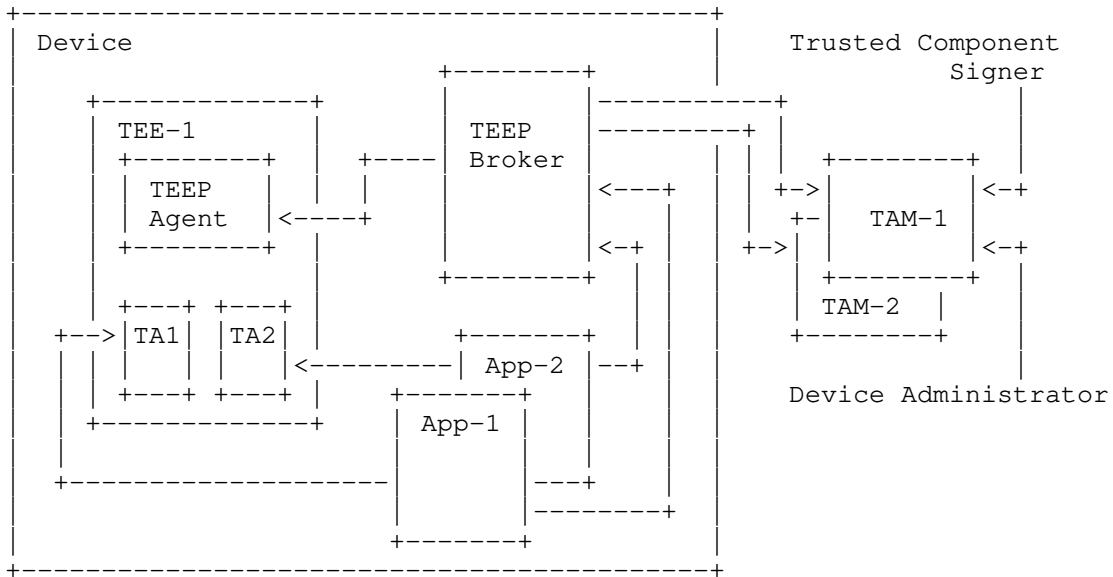 Device
Trusted Component
Signer
TEE-1
TEEP
Broker
TEEP
Agent
TAM-1
TAM-2
TA1
TA2
App-2
Device Administrator
App-1